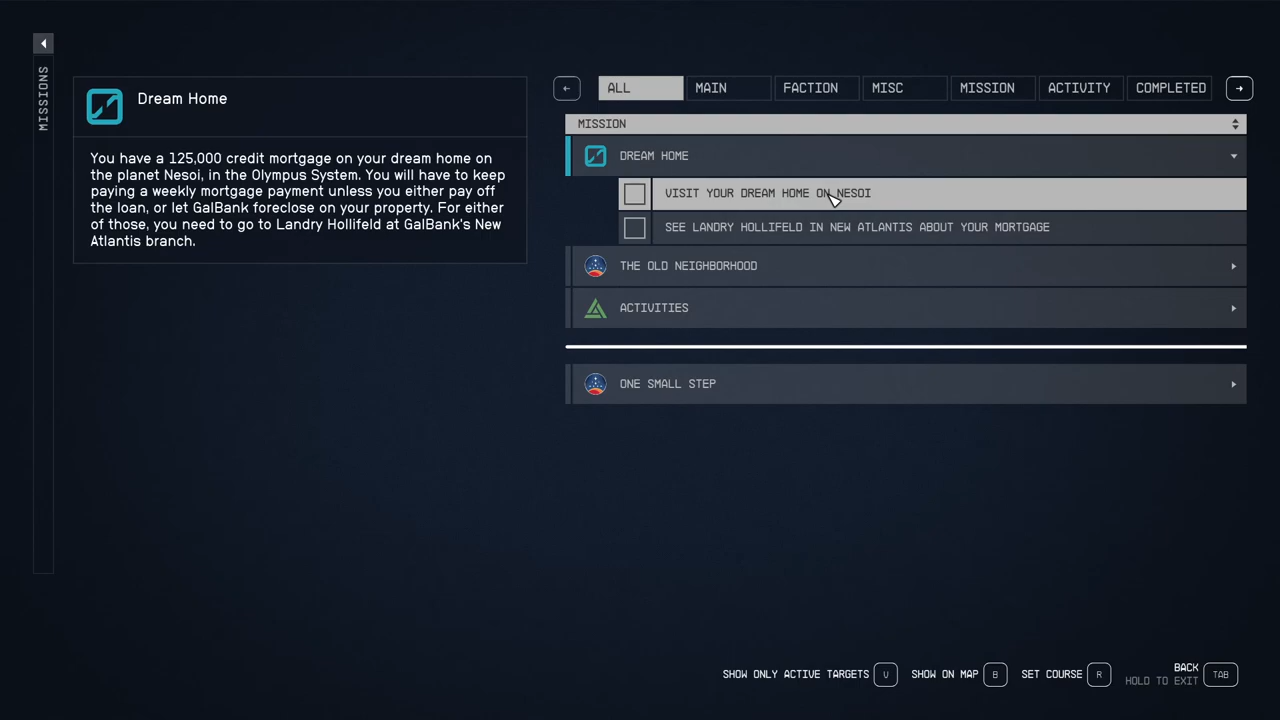 MISSIONS
Dream Home
You have a 125,000 credit mortgage on your dream home on
the planet Nesoi, in the Olympus System. You will have to keep
paying a weekly mortgage payment unless you either pay off
the loan, or let GalBank foreclose on your property. For either
of those, you need to go to Landry Hollifeld at GalBank's New
Atlantis branch.
ALL MAIN FACTION MISC MISSION ACTIVITY COMPLETED
MISSION
DREAM HOME
VISIT YOUR DREAM HOME ON NESOI
SEE LANDRY HOLLIFELD IN NEW ATLANTIS ABOUT YOUR MORTGAGE
THE OLD NEIGHBORHOOD
ACTIVITIES
ONE SMALL STEP
SHOW ONLY ACTIVE TARGETS V SHOW ON MAP B SET COURSE R BACK TAB
HOLD TO EXIT